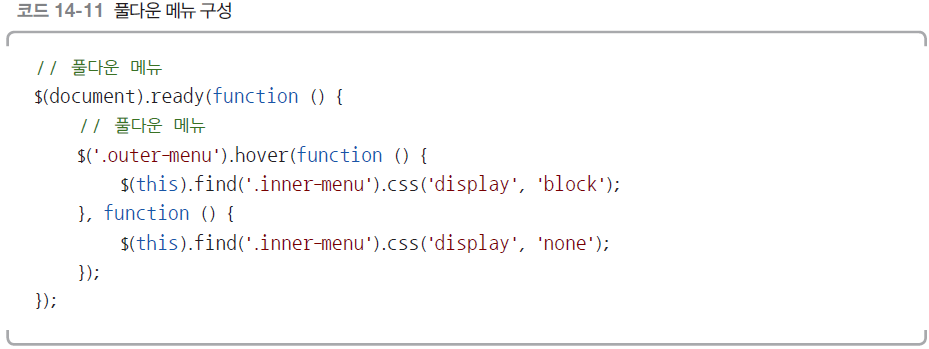 코드 14-11 풀다운 메뉴 구성
// 풀다운 메뉴
$(document).ready(function () {
    // 풀다운 메뉴
    $('.outer-menu').hover(function () {
        $(this).find('.inner-menu').css('display', 'block');
    }, function () {
        $(this).find('.inner-menu').css('display', 'none');
    });
});